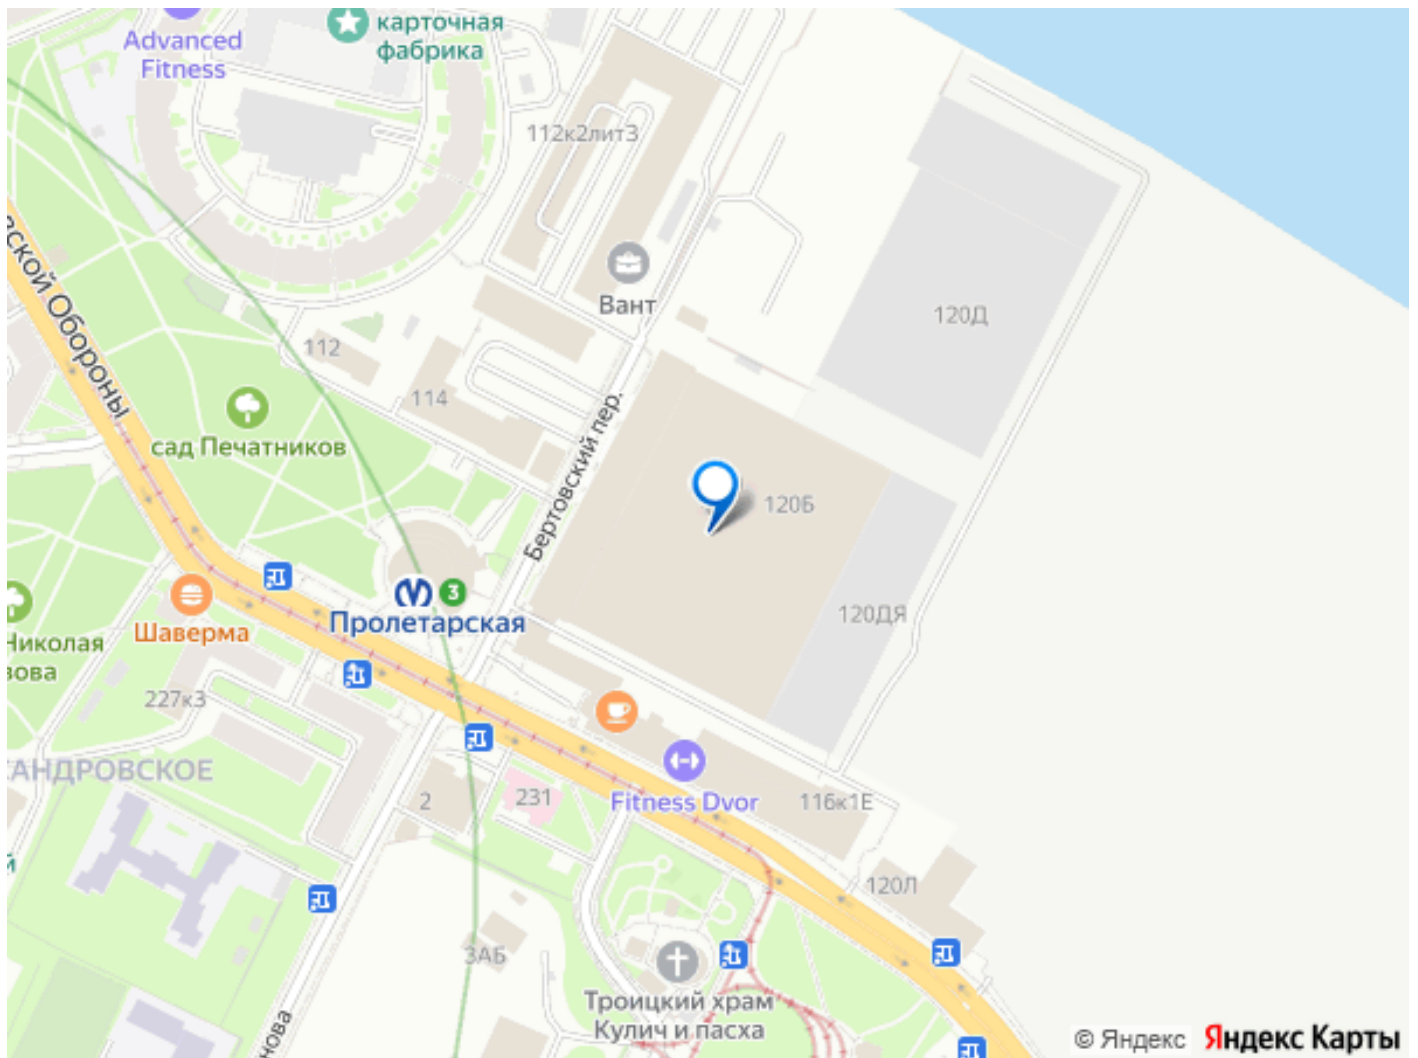 Advanced
Fitness
карточная
фабрика
112к2лит3
Вант
вской Обороны
112
114
сад Печатников
Бертовский пер.
120Д
120Б
120ДЯ
3
Пролетарская
Шаверма
Николая
зова
227к3
АНДРОВСКОЕ
2
231
Fitness Dvor
116к1Е
120Л
й
3АБ
Троицкий храм
Кулич и пасха
нова
© Яндекс Яндекс Карты